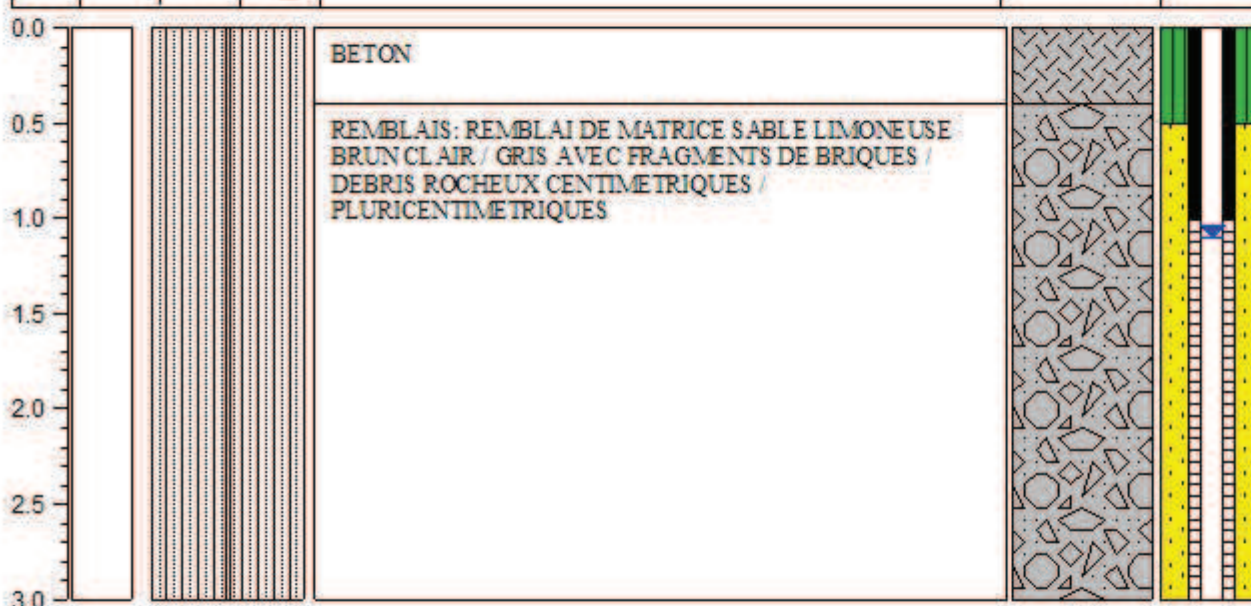 0.0
BETON
0.5
REMBLAIS: REMBLAI DE MATRICE SABLE LIMONEUSE
BRUN CLAIR / GRIS AVEC FRAGMENTS DE BRIQUES /
DEBRIS ROCHEUX CENTIMETRIQUES /
PLURICENTIMETRIQUES
1.0
1.5
2.0
2.5
3.0